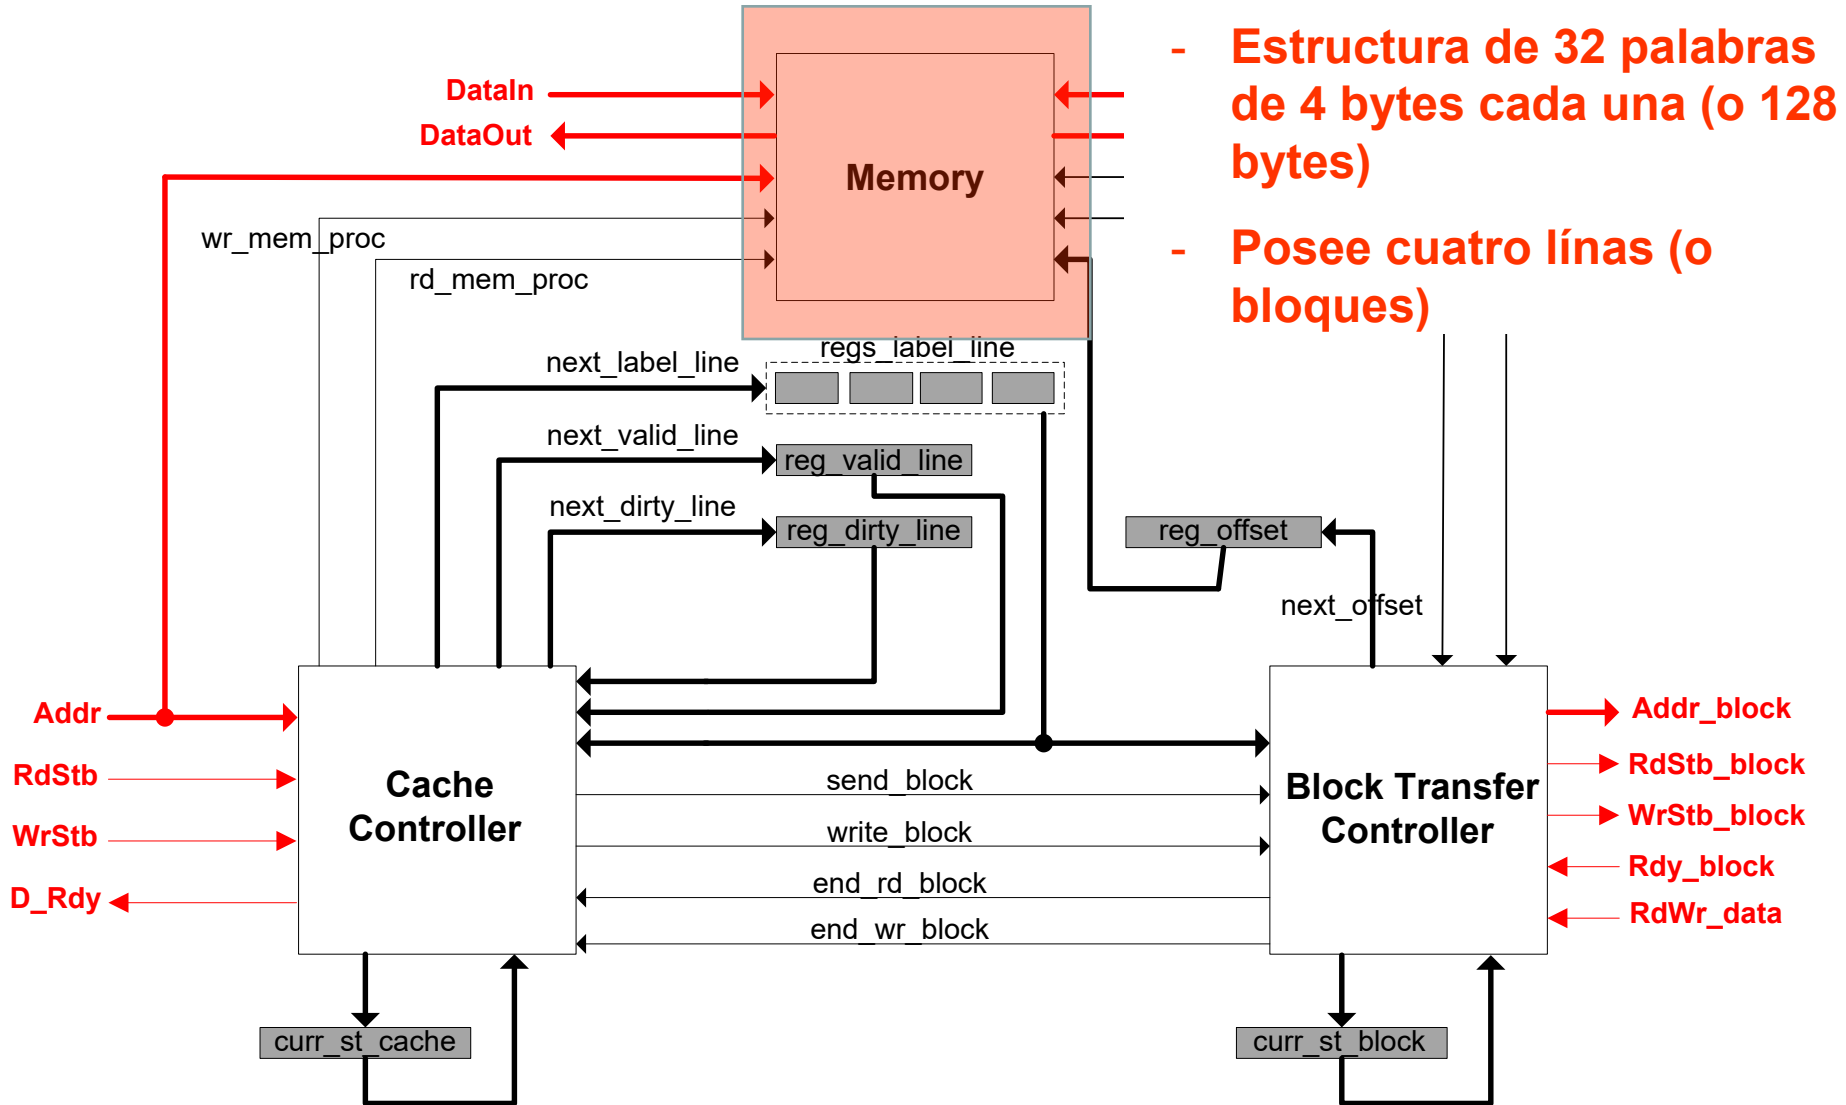 - Estructura de 32 palabras
de 4 bytes cada una (o 128
bytes)
- Posee cuatro línas (o
bloques)
DataIn
DataOut
Memory
wr_mem_proc
rd_mem_proc
regs_label_line
next_label_line
next_valid_line
reg_valid_line
next_dirty_line
reg_dirty_line
reg_offset
next_offset
Addr
RdStb
WrStb
D_Rdy
Cache
Controller
send_block
write_block
end_rd_block
end_wr_block
Block Transfer
Controller
Addr_block
RdStb_block
WrStb_block
Rdy_block
RdWr_data
curr_st_cache
curr_st_block